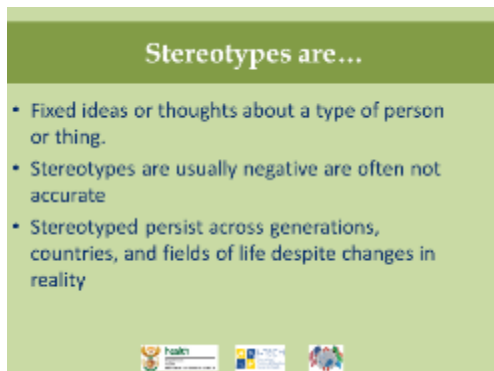 Stereotypes are...
• Fixed ideas or thoughts about a type of person
or thing.
• Stereotypes are usually negative are often not
accurate
• Stereotyped persist across generations,
countries, and fields of life despite changes in
reality
health